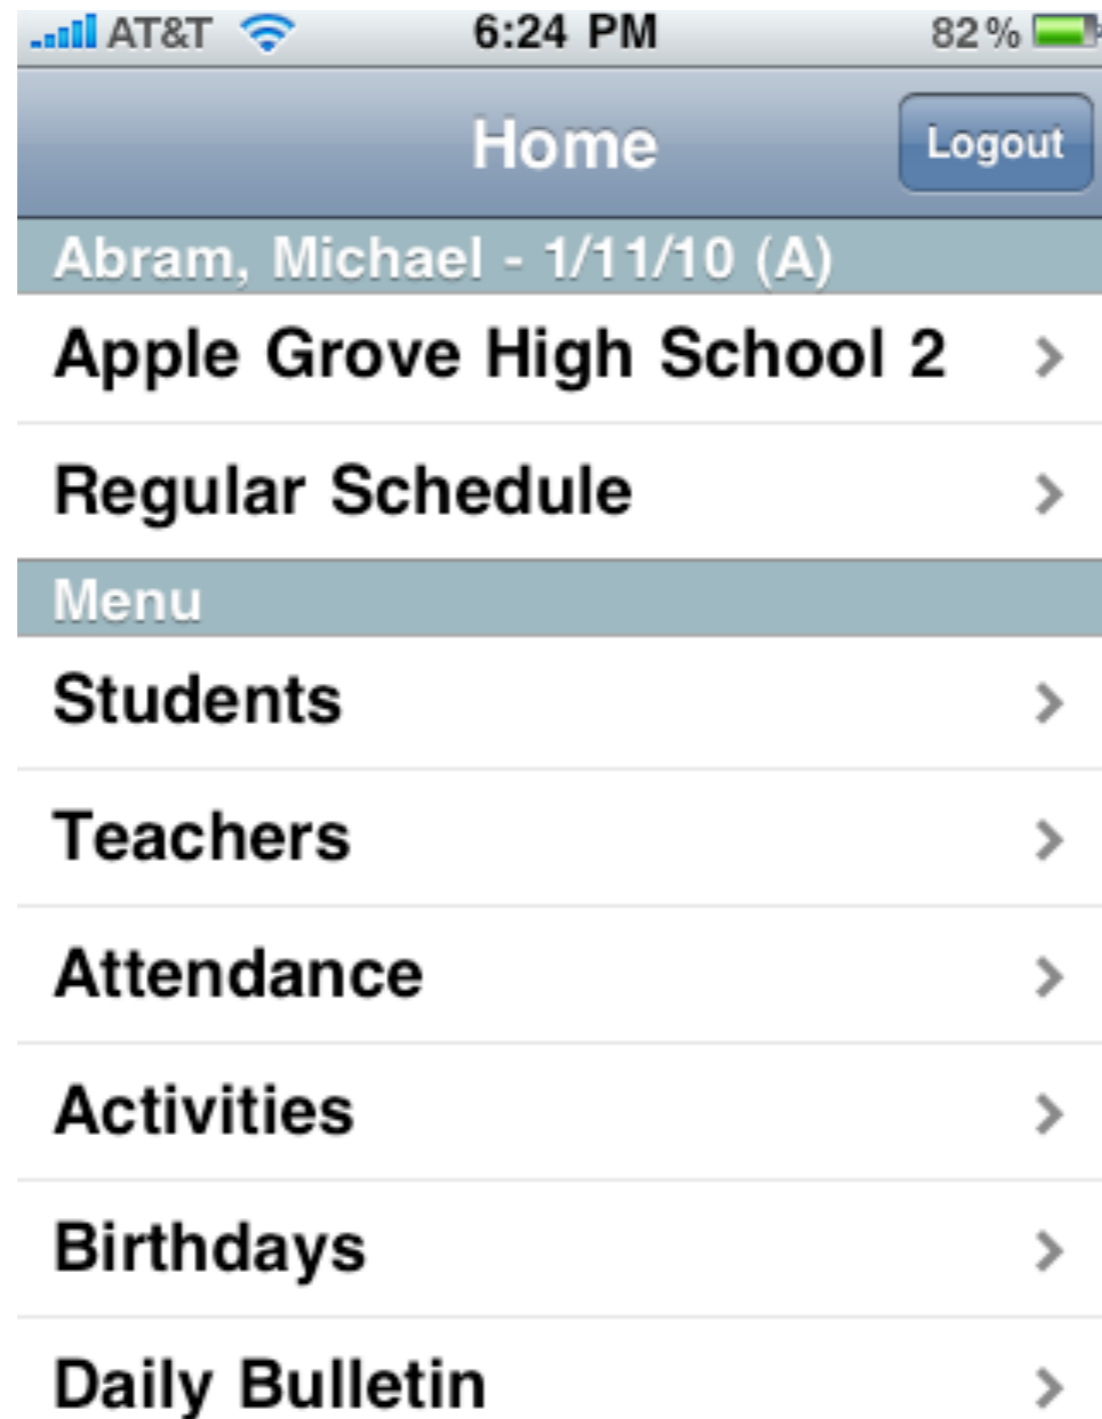 AT&T 6:24 PM 82%
Home Logout
Abram, Michael - 1/11/10 (A)
Apple Grove High School 2
Regular Schedule
Menu
Students
Teachers
Attendance
Activities
Birthdays
Daily Bulletin